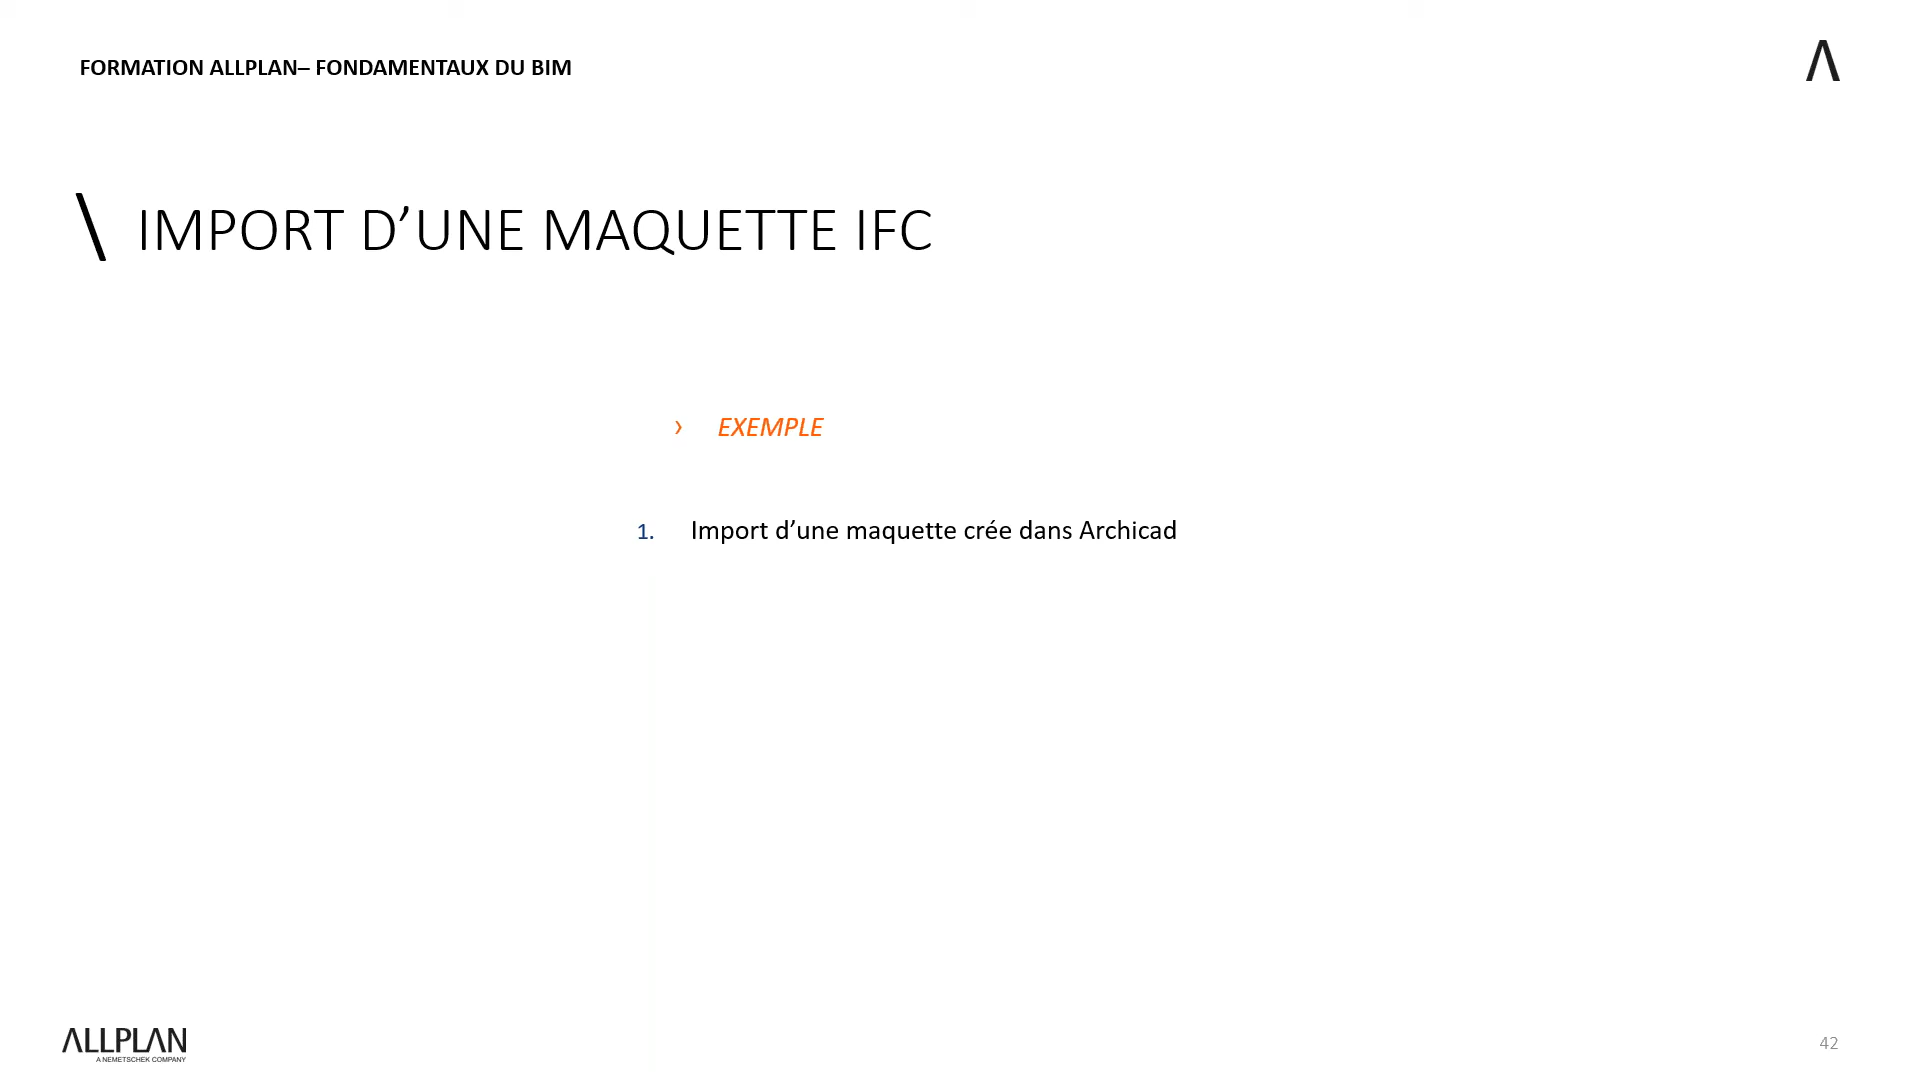 FORMATION ALLPLAN– FONDAMENTAUX DU BIM
\ IMPORT D’UNE MAQUETTE IFC
› EXEMPLE
1. Import d’une maquette crée dans Archicad
ALLPLAN
A NEMETSCHEK COMPANY
42